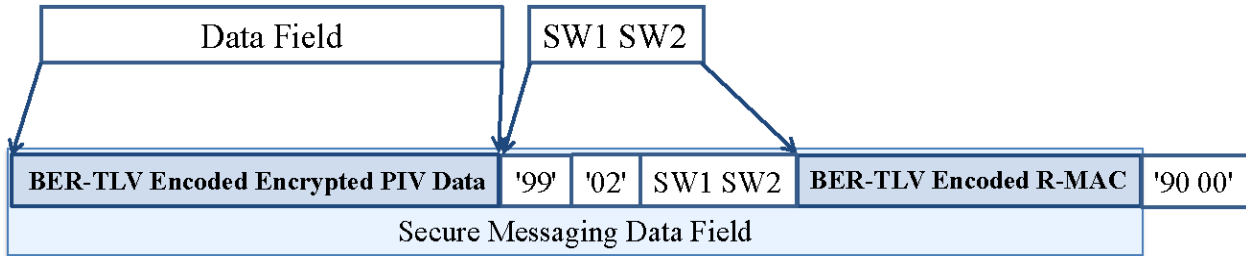 Data Field SW1 SW2
BER-TLV Encoded Encrypted PIV Data '99' '02' SW1 SW2 BER-TLV Encoded R-MAC '90 00'
Secure Messaging Data Field